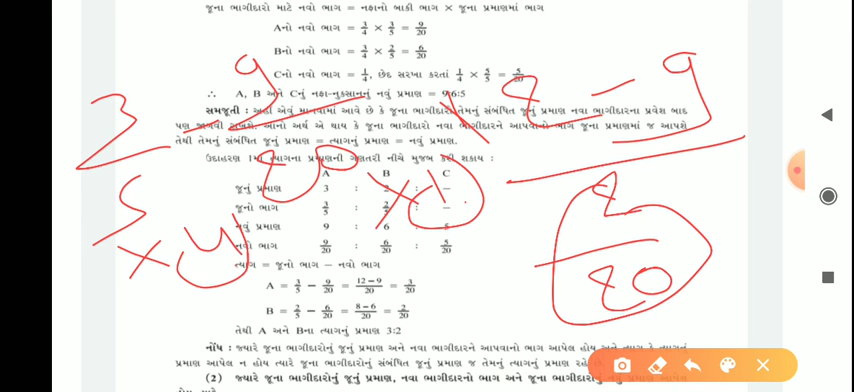 જૂના ભાગીદારો માટે નવો ભાગ = નફાનો બાકી ભાગ × જૂના પ્રમાણમાં ભાગ
Aનો નવો ભાગ = 3/4 × 3/5 = 9/20
Bનો નવો ભાગ = 3/4 × 2/5 = 6/20
Cનો નવો ભાગ = 1/4, છેદ સરખા કરતાં 1/4 × 5/5 = 5/20
∴ A, B અને Cનું નફા-નુકસાનનું નવું પ્રમાણ = 9:6:5
સમજૂતી : અહીં એવું માનવામાં આવે છે કે જૂના ભાગીદારો તેમનું સંબંધિત જૂનું પ્રમાણ નવા ભાગીદારના પ્રવેશ બાદ
પણ જાળવી રાખશે. આનો અર્થ એ થાય કે જૂના ભાગીદારો નવા ભાગીદારને આપવાનો ભાગ જૂના પ્રમાણમાં જ આપશે
તેથી તેમનું સંબંધિત જૂનું પ્રમાણ = ત્યાગનું પ્રમાણ = નવું પ્રમાણ.
ઉદાહરણ 1માં ત્યાગના પ્રમાણની ગણતરી નીચે મુજબ કરી શકાય :
A B C
જૂનું પ્રમાણ 3 : 2 : –
જૂનો ભાગ 3/5 : 2/5 : –
નવું પ્રમાણ 9 : 6 : 5
નવો ભાગ 9/20 : 6/20 : 5/20
ત્યાગ = જૂનો ભાગ – નવો ભાગ
A = 3/5 – 9/20 = 12–9/20 = 3/20
B = 2/5 – 6/20 = 8–6/20 = 2/20
તેથી A અને Bના ત્યાગનું પ્રમાણ 3:2
નોંધ : જ્યારે જૂના ભાગીદારોનું જૂનું પ્રમાણ અને નવા ભાગીદારને આપવાનો ભાગ આપેલ હોય અને ત્યાગ કે ત્યાગનું
પ્રમાણ આપેલ ન હોય ત્યારે જૂના ભાગીદારોનું સંબંધિત જૂનું પ્રમાણ જ તેમનું ત્યાગનું પ્રમાણ રહે
(2) જ્યારે જૂના ભાગીદારોનું જૂનું પ્રમાણ, નવા ભાગીદારનો ભાગ અને જૂના ભાગીદારોનું